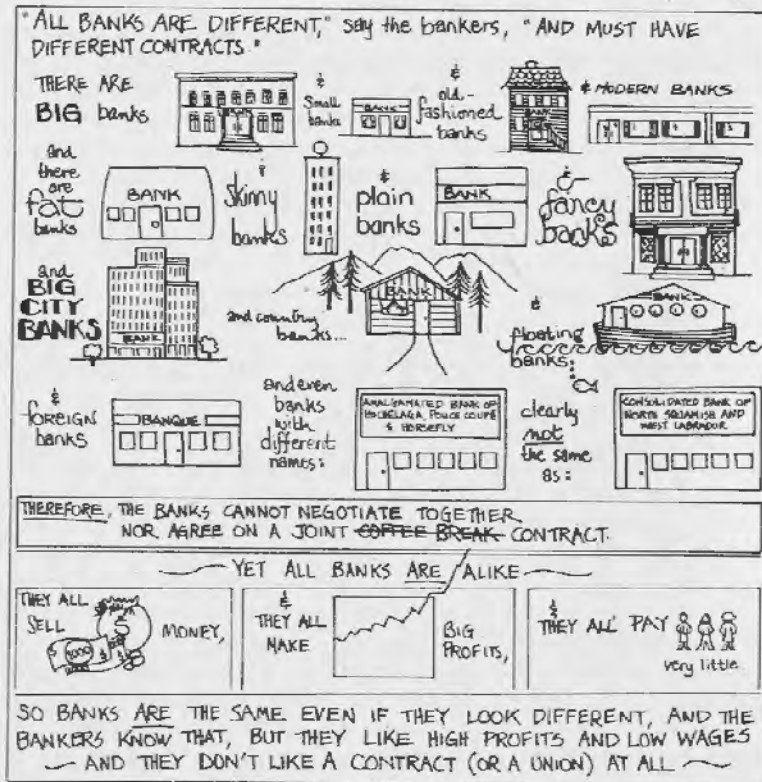 "ALL BANKS ARE DIFFERENT," say the bankers, "AND MUST HAVE
DIFFERENT CONTRACTS."
THERE ARE
BIG banks
BANK
&
Small
banks
BANK
&
old-
fashioned
banks
BANK
& MODERN BANKS
and
there
are
fat
banks
BANK
&
skinny
banks
&
plain
banks
BANK
&
fancy
banks
and
BIG
CITY
BANKS
BANK
and country
banks...
BANK
&
floating
banks:
BANK
&
FOREIGN
banks
BANQUE
and even
banks
with
different
names:
AMALGAMATED BANK OF
HOCHELAGA, POUCE COUPÉ
& HORSEFLY
clearly
not
the same
as:
CONSOLIDATED BANK OF
NORTH SQUAMISH AND
WEST LABRADOR
THEREFORE, THE BANKS CANNOT NEGOTIATE TOGETHER
NOR AGREE ON A JOINT COFFEE BREAK CONTRACT.
YET ALL BANKS ARE ALIKE
THEY ALL
SELL
$
1000
$
MONEY,
&
THEY ALL
MAKE
BIG
PROFITS,
&
THEY ALL PAY
very little.
SO BANKS ARE THE SAME EVEN IF THEY LOOK DIFFERENT, AND THE
BANKERS KNOW THAT, BUT THEY LIKE HIGH PROFITS AND LOW WAGES
AND THEY DON'T LIKE A CONTRACT (OR A UNION) AT ALL